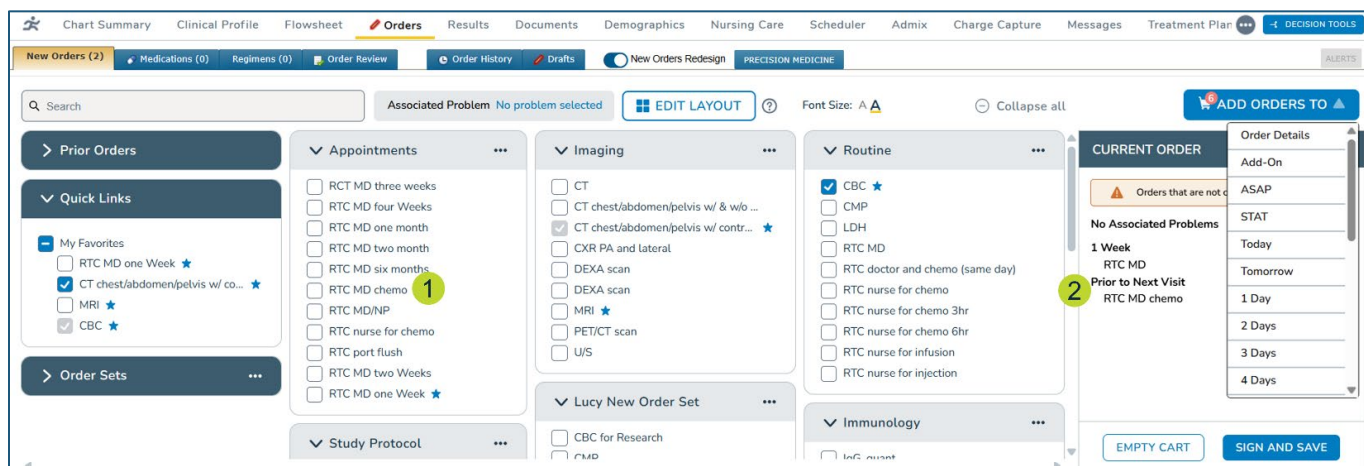 Chart Summary Clinical Profile Flowsheet Orders Results Documents Demographics Nursing Care Scheduler Admix Charge Capture Messages Treatment Plan DECISION TOOLS
New Orders (2) Medications (0) Regimens (0) Order Review Order History Drafts New Orders Redesign PRECISION MEDICINE ALERTS
Search
Associated Problem No problem selected
EDIT LAYOUT ?
Font Size: A A
Collapse all
6 ADD ORDERS TO
Prior Orders
Quick Links
My Favorites
RTC MD one Week
CT chest/abdomen/pelvis w/ co...
MRI
CBC
Order Sets
Appointments
RCT MD three weeks
RTC MD four Weeks
RTC MD one month
RTC MD two month
RTC MD six months
RTC MD chemo
1
RTC MD/NP
RTC nurse for chemo
RTC port flush
RTC MD two Weeks
RTC MD one Week
Study Protocol
Imaging
CT
CT chest/abdomen/pelvis w/ & w/o ...
CT chest/abdomen/pelvis w/ contr...
CXR PA and lateral
DEXA scan
DEXA scan
MRI
PET/CT scan
U/S
Lucy New Order Set
CBC for Research
CMP
Routine
CBC
CMP
LDH
RTC MD
RTC doctor and chemo (same day)
RTC nurse for chemo
RTC nurse for chemo 3hr
RTC nurse for chemo 6hr
RTC nurse for infusion
RTC nurse for injection
Immunology
IgG, quant
CURRENT ORDER
Orders that are not
No Associated Problems
1 Week
RTC MD
2
Prior to Next Visit
RTC MD chemo
Order Details
Add-On
ASAP
STAT
Today
Tomorrow
1 Day
2 Days
3 Days
4 Days
EMPTY CART
SIGN AND SAVE